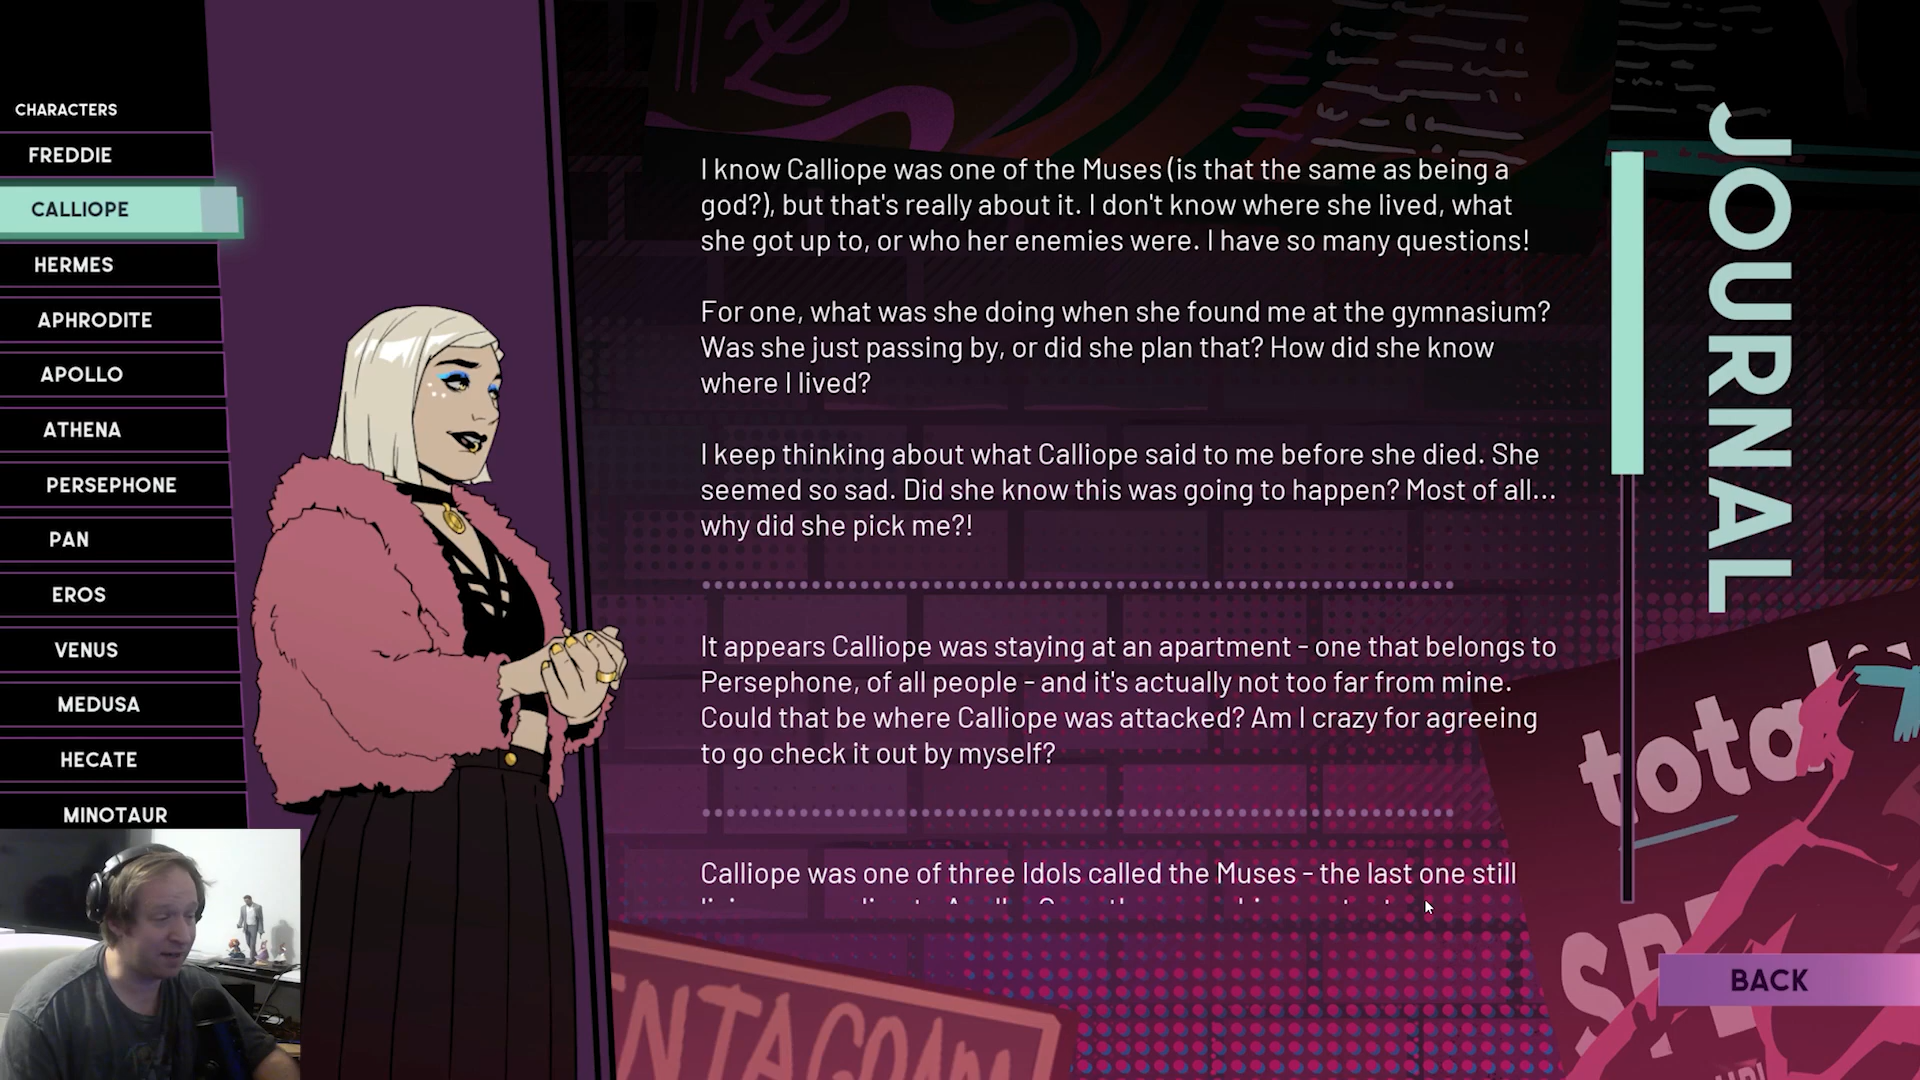 CHARACTERS
FREDDIE
CALLIOPE
HERMES
APHRODITE
APOLLO
ATHENA
PERSEPHONE
PAN
EROS
VENUS
MEDUSA
HECATE
MINOTAUR
I know Calliope was one of the Muses (is that the same as being a
god?), but that's really about it. I don't know where she lived, what
she got up to, or who her enemies were. I have so many questions!
For one, what was she doing when she found me at the gymnasium?
Was she just passing by, or did she plan that? How did she know
where I lived?
I keep thinking about what Calliope said to me before she died. She
seemed so sad. Did she know this was going to happen? Most of all...
why did she pick me?!
It appears Calliope was staying at an apartment - one that belongs to
Persephone, of all people - and it's actually not too far from mine.
Could that be where Calliope was attacked? Am I crazy for agreeing
to go check it out by myself?
Calliope was one of three Idols called the Muses - the last one still
JOURNAL
BACK